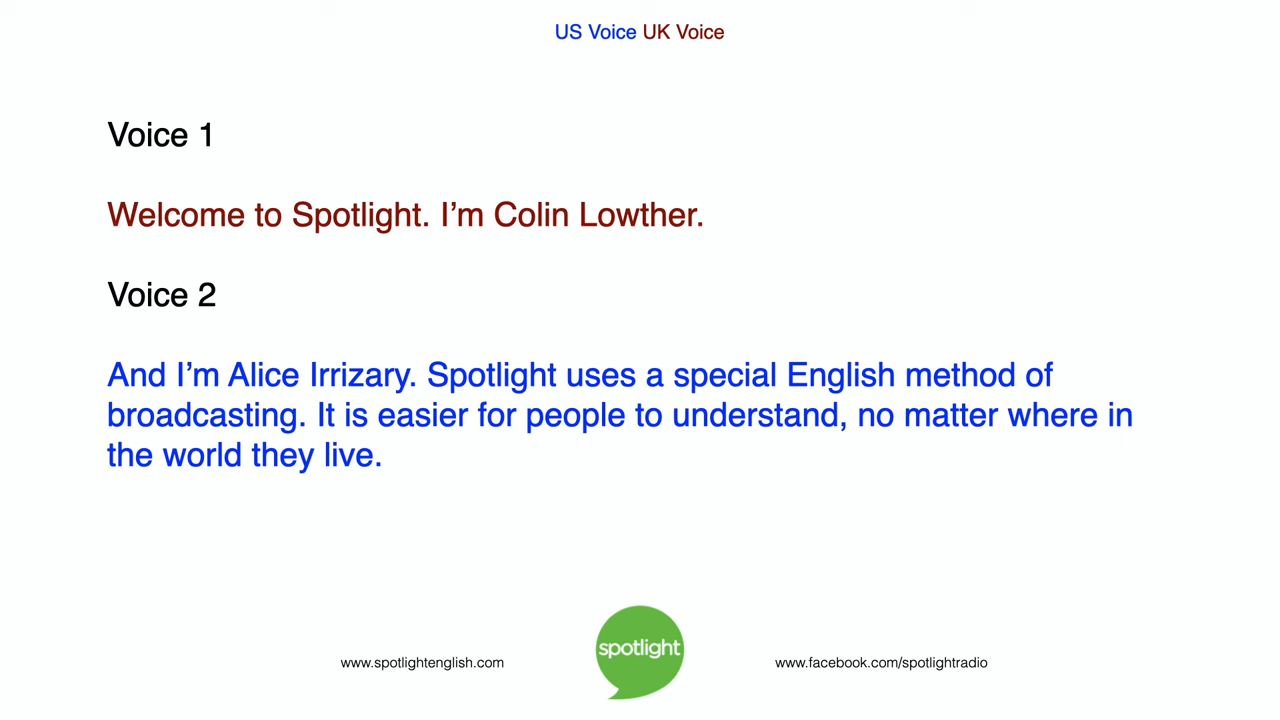 US Voice UK Voice
Voice 1
Welcome to Spotlight. I’m Colin Lowther.
Voice 2
And I’m Alice Irrizary. Spotlight uses a special English method of
broadcasting. It is easier for people to understand, no matter where in
the world they live.
spotlight
www.spotlightenglish.com
www.facebook.com/spotlightradio